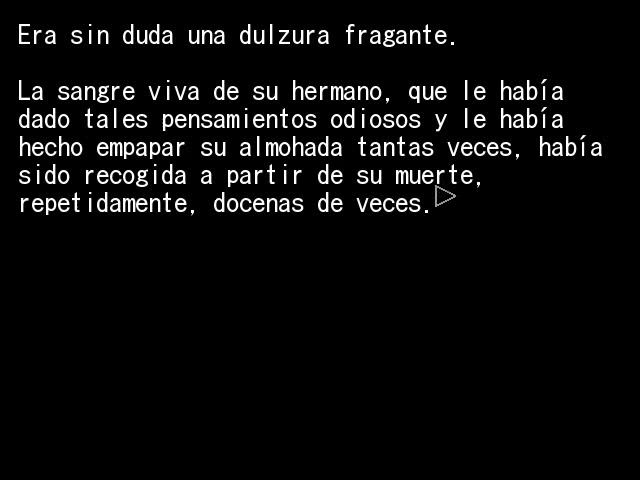 Era sin duda una dulzura fragante.
La sangre viva de su hermano, que le había
dado tales pensamientos odiosos y le había
hecho empapar su almohada tantas veces, había
sido recogida a partir de su muerte,
repetidamente, docenas de veces.